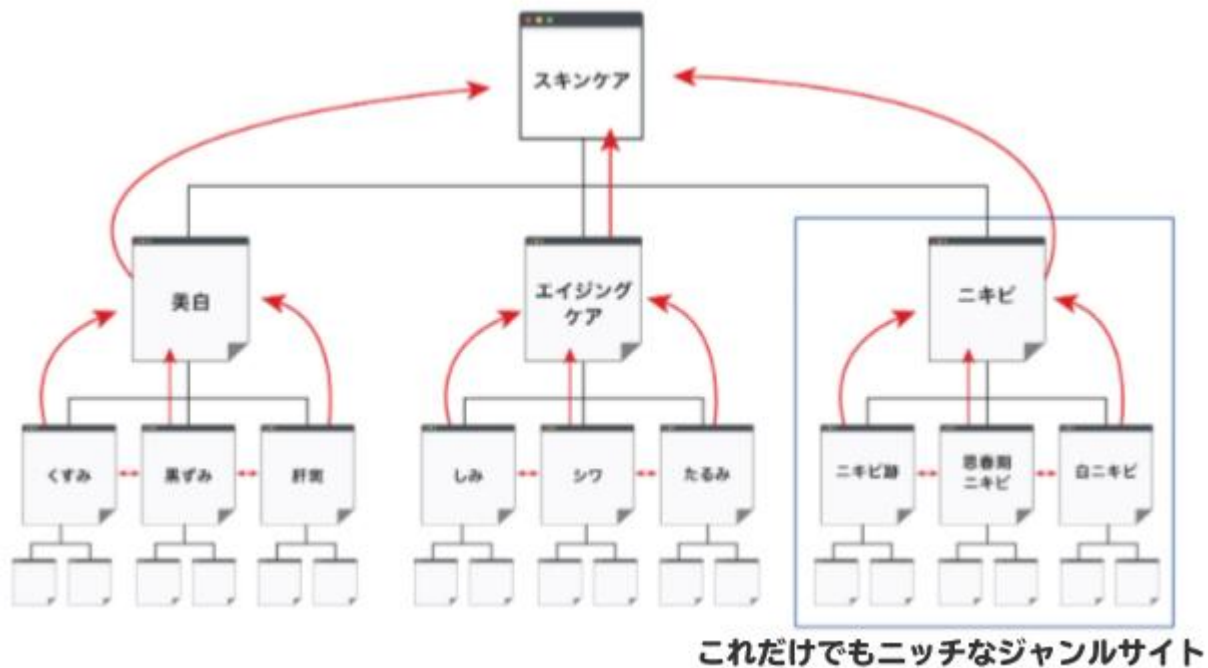 スキンケア
美白
エイジング
ケア
ニキビ
くすみ
黒ずみ
肝斑
しみ
シワ
たるみ
ニキビ跡
思春期
ニキビ
白ニキビ
これだけでもニッチなジャンルサイト